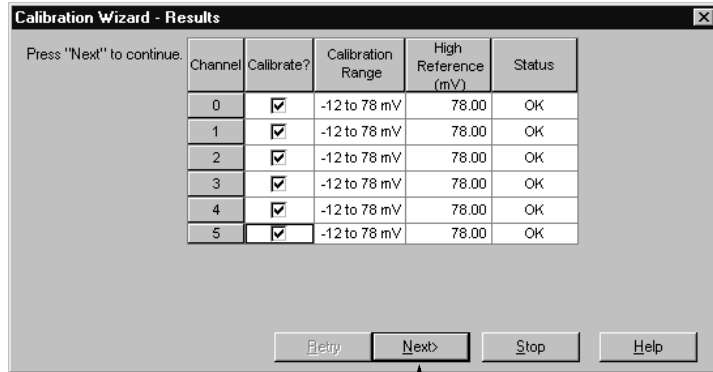 Calibration Wizard - Results
Press "Next" to continue.
Channel Calibrate? Calibration Range High Reference (mV) Status
0 -12 to 78 mV 78.00 OK
1 -12 to 78 mV 78.00 OK
2 -12 to 78 mV 78.00 OK
3 -12 to 78 mV 78.00 OK
4 -12 to 78 mV 78.00 OK
5 -12 to 78 mV 78.00 OK
Retry Next> Stop Help